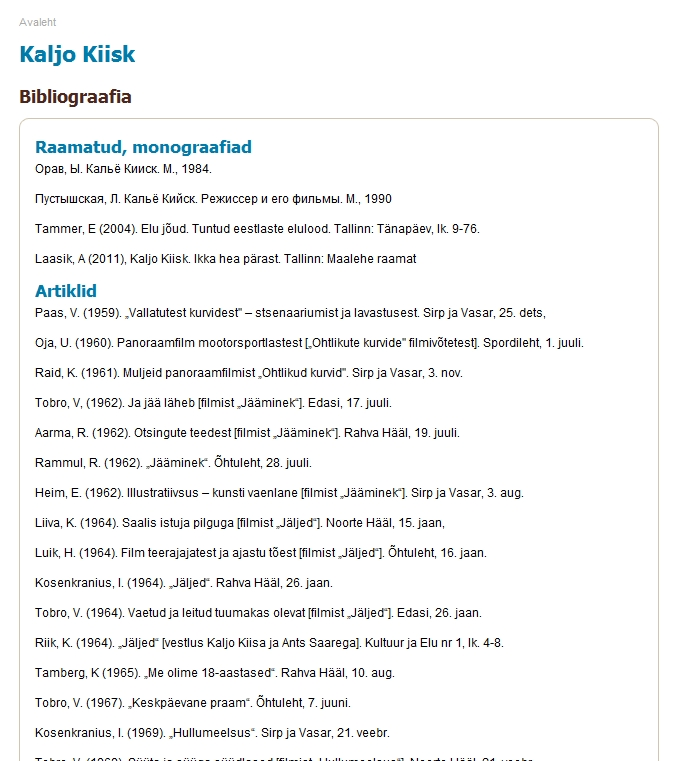 Avaleht
Kaljo Kiisk
Bibliograafia
Raamatud, monograafiad
Орав, Ы. Кальё Кииск. М., 1984.
Пустышская, Л. Кальё Кийск. Режиссер и его фильмы. М., 1990
Tammer, E (2004). Elu jõud. Tuntud eestlaste elulood. Tallinn: Tänapäev, lk. 9-76.
Laasik, A (2011), Kaljo Kiisk. Ikka hea pärast. Tallinn: Maalehe raamat
Artiklid
Paas, V. (1959). „Vallatutest kurvidest" – stsenaariumist ja lavastusest. Sirp ja Vasar, 25. dets,
Oja, U. (1960). Panoraamfilm mootorsportlastest [„Ohtlikute kurvide" filmivõtetest]. Spordileht, 1. juuli.
Raid, K. (1961). Muljeid panoraamfilmist „Ohtlikud kurvid". Sirp ja Vasar, 3. nov.
Tobro, V, (1962). Ja jää läheb [filmist „Jääminek“]. Edasi, 17. juuli.
Aarma, R. (1962). Otsingute teedest [filmist „Jääminek“]. Rahva Hääl, 19. juuli.
Rammul, R. (1962). „Jääminek“. Õhtuleht, 28. juuli.
Heim, E. (1962). Illustratiivsus – kunsti vaenlane [filmist „Jääminek“]. Sirp ja Vasar, 3. aug.
Liiva, K. (1964). Saalis istuja pilguga [filmist „Jäljed“]. Noorte Hääl, 15. jaan,
Luik, H. (1964). Film teerajajatest ja ajastu tõest [filmist „Jäljed“]. Õhtuleht, 16. jaan.
Kosenkranius, I. (1964). „Jäljed“. Rahva Hääl, 26. jaan.
Tobro, V. (1964). Vaetud ja leitud tuumakas olevat [filmist „Jäljed“]. Edasi, 26. jaan.
Riik, K. (1964). „Jäljed“ [vestlus Kaljo Kiisa ja Ants Saarega]. Kultuur ja Elu nr 1, lk. 4-8.
Tamberg, K (1965). „Me olime 18-aastased“. Rahva Hääl, 10. aug.
Tobro, V. (1967). „Keskpäevane praam“. Õhtuleht, 7. juuni.
Kosenkranius, I. (1969). „Hullumeelsus“. Sirp ja Vasar, 21. veebr.